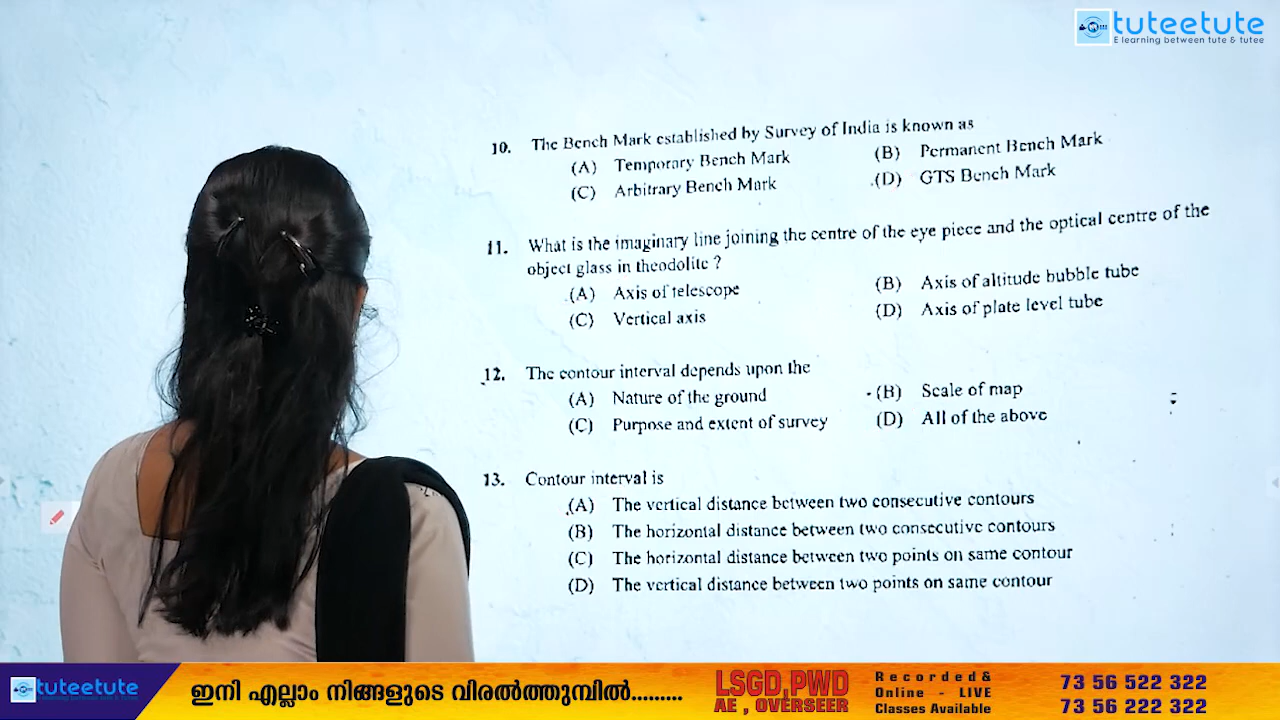 tuteetute
E learning between tute & tutee
10. The Bench Mark established by Survey of India is known as
(A) Temporary Bench Mark (B) Permanent Bench Mark
(C) Arbitrary Bench Mark (D) GTS Bench Mark
11. What is the imaginary line joining the centre of the eye piece and the optical centre of the
object glass in theodolite ?
(A) Axis of telescope (B) Axis of altitude bubble tube
(C) Vertical axis (D) Axis of plate level tube
12. The contour interval depends upon the
(A) Nature of the ground (B) Scale of map
(C) Purpose and extent of survey (D) All of the above
13. Contour interval is
(A) The vertical distance between two consecutive contours
(B) The horizontal distance between two consecutive contours
(C) The horizontal distance between two points on same contour
(D) The vertical distance between two points on same contour
tuteetute
E learning between tute & tutee
ഇനി എല്ലാം നിങ്ങളുടെ വിരൽത്തുമ്പിൽ.........
LSGD,PWD
AE , OVERSEER
Recorded &
Online - LIVE
Classes Available
73 56 522 322
73 56 222 322